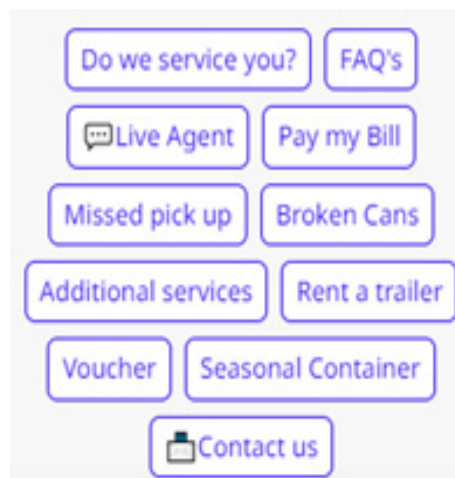 Do we service you? FAQ's
💬Live Agent Pay my Bill
Missed pick up Broken Cans
Additional services Rent a trailer
Voucher Seasonal Container
Contact us